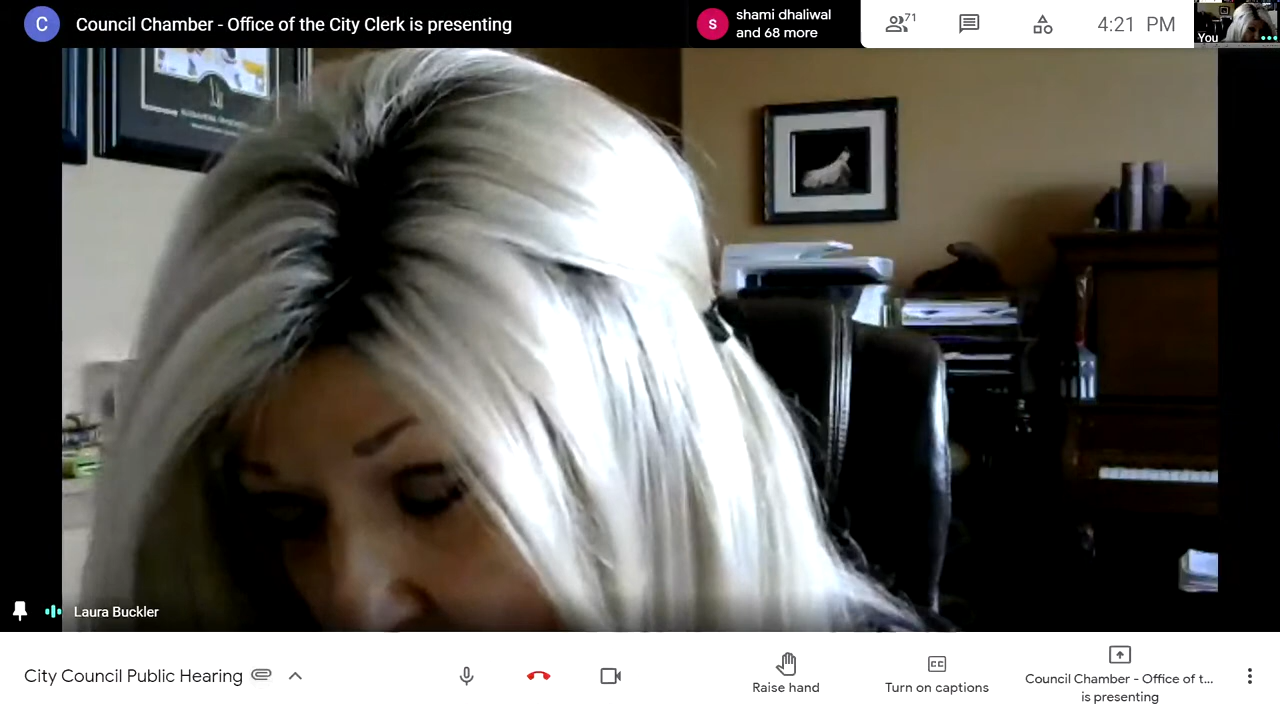 C
Council Chamber - Office of the City Clerk is presenting
s
shami dhaliwal
and 68 more
71
4:21 PM
You
Laura Buckler
City Council Public Hearing
Raise hand
CC
Turn on captions
Council Chamber - Office of t...
is presenting